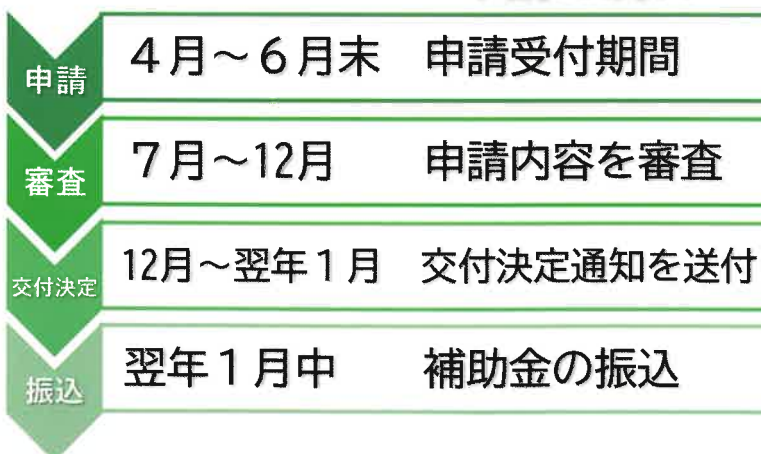 申請 4月～6月末 申請受付期間
審査 7月～12月 申請内容を審査
交付決定 12月～翌年1月 交付決定通知を送付
振込 翌年1月中 補助金の振込